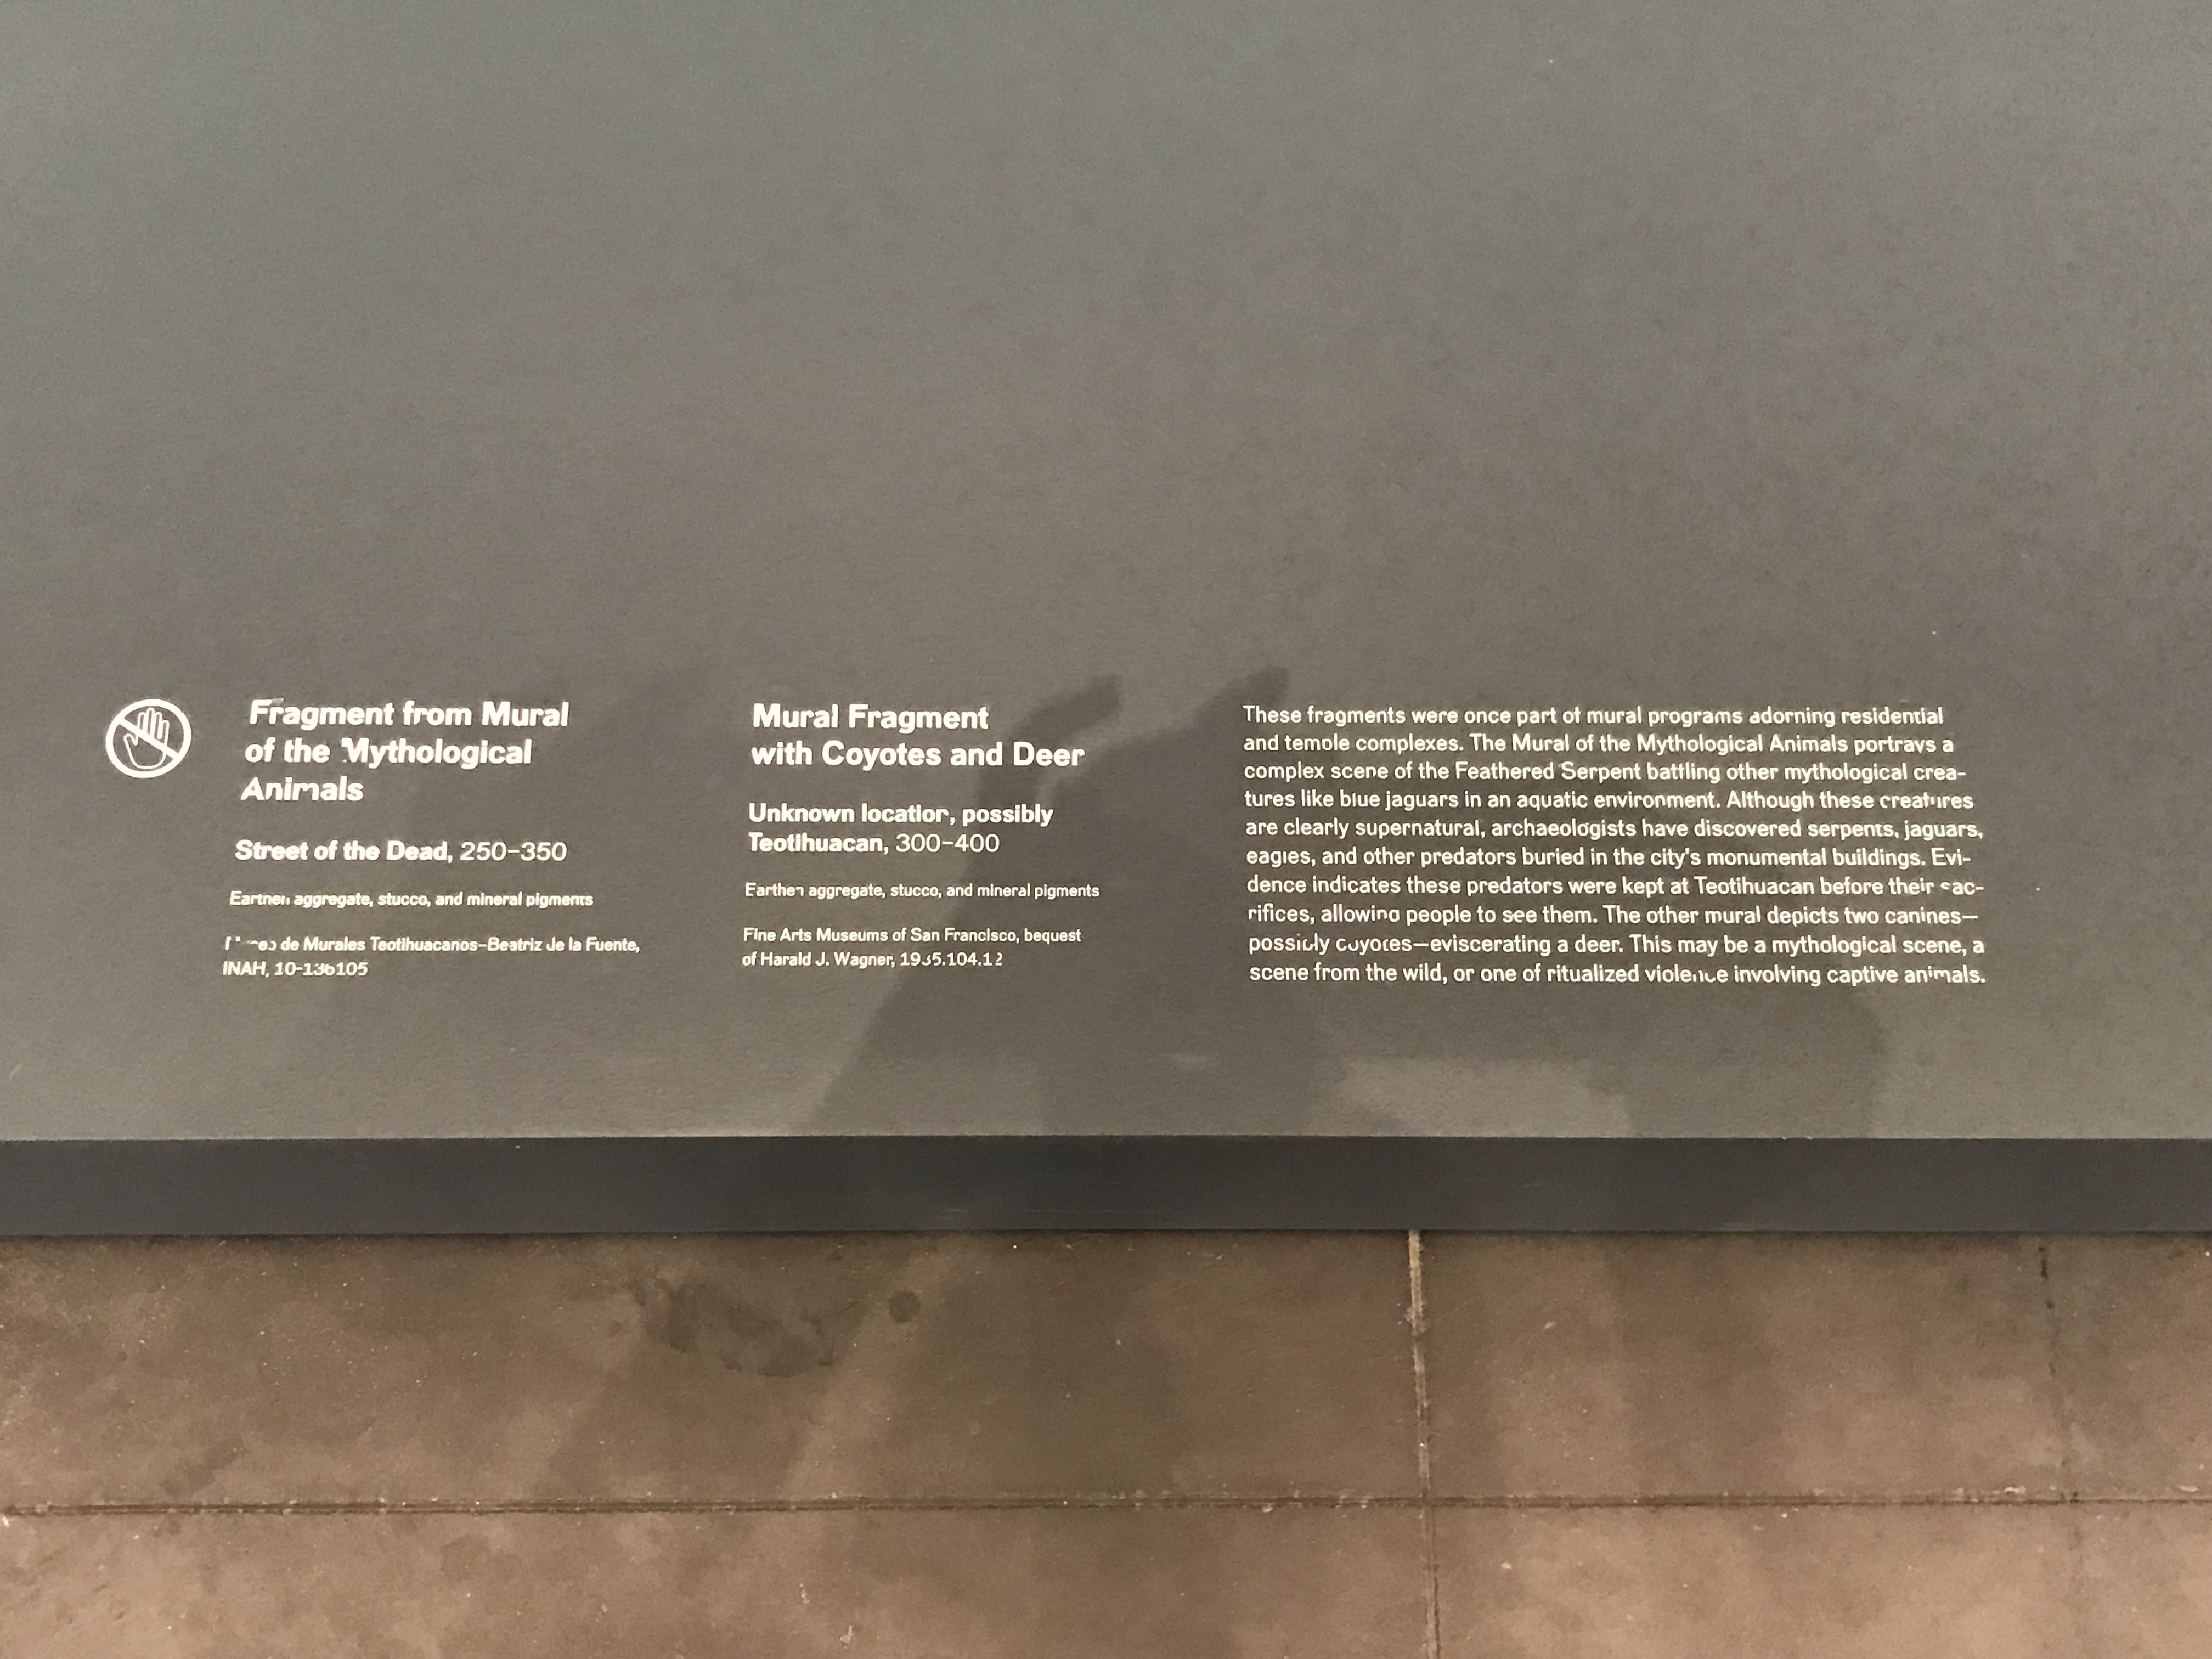 Fragment from Mural
of the Mythological
Animals
Street of the Dead, 250–350
Earthen aggregate, stucco, and mineral pigments
de Murales Teotihuacanos–Beatriz de la Fuente,
INAH, 10-136105
Mural Fragment
with Coyotes and Deer
Unknown location, possibly
Teotihuacan, 300–400
Earthen aggregate, stucco, and mineral pigments
Fine Arts Museums of San Francisco, bequest
of Harald J. Wagner,
These fragments were once part of mural programs adorning residential
and temple complexes. The Mural of the Mythological Animals portrays a
complex scene of the Feathered Serpent battling other mythological crea-
tures like blue jaguars in an aquatic environment. Although these creatures
are clearly supernatural, archaeologists have discovered serpents, jaguars,
eagles, and other predators buried in the city's monumental buildings. Evi-
dence indicates these predators were kept at Teotihuacan before their sac-
rifices, allowing people to see them. The other mural depicts two canines—
possibly coyotes—eviscerating a deer. This may be a mythological scene, a
scene from the wild, or one of ritualized violence involving captive animals.